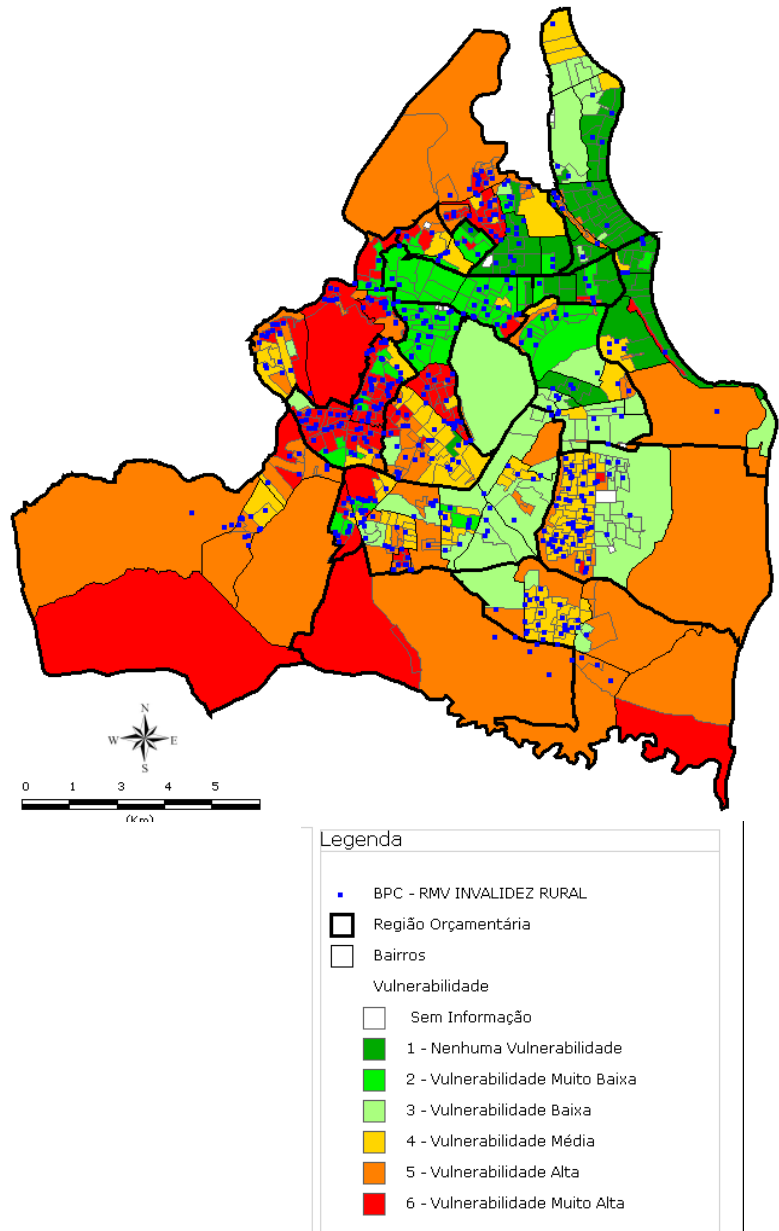 N
W E
S
0 1 2 3 4 5
(Km)
Legenda
BPC - RMV INVALIDEZ RURAL
Região Orçamentária
Bairros
Vulnerabilidade
Sem Informação
1 - Nenhuma Vulnerabilidade
2 - Vulnerabilidade Muito Baixa
3 - Vulnerabilidade Baixa
4 - Vulnerabilidade Média
5 - Vulnerabilidade Alta
6 - Vulnerabilidade Muito Alta